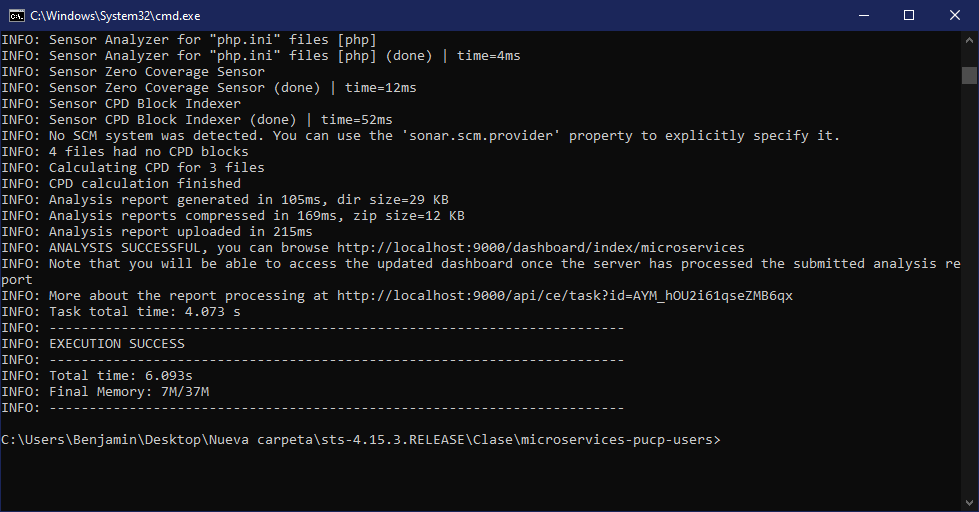 C:\Windows\System32\cmd.exe
INFO: Sensor Analyzer for "php.ini" files [php]
INFO: Sensor Analyzer for "php.ini" files [php] (done) | time=4ms
INFO: Sensor Zero Coverage Sensor
INFO: Sensor Zero Coverage Sensor (done) | time=12ms
INFO: Sensor CPD Block Indexer
INFO: Sensor CPD Block Indexer (done) | time=52ms
INFO: No SCM system was detected. You can use the 'sonar.scm.provider' property to explicitly specify it.
INFO: 4 files had no CPD blocks
INFO: Calculating CPD for 3 files
INFO: CPD calculation finished
INFO: Analysis report generated in 105ms, dir size=29 KB
INFO: Analysis reports compressed in 169ms, zip size=12 KB
INFO: Analysis report uploaded in 215ms
INFO: ANALYSIS SUCCESSFUL, you can browse http://localhost:9000/dashboard/index/microservices
INFO: Note that you will be able to access the updated dashboard once the server has processed the submitted analysis re
port
INFO: More about the report processing at http://localhost:9000/api/ce/task?id=AYM_hOU2i61qseZMB6qx
INFO: Task total time: 4.073 s
INFO: ------------------------------------------------------------------------
INFO: EXECUTION SUCCESS
INFO: ------------------------------------------------------------------------
INFO: Total time: 6.093s
INFO: Final Memory: 7M/37M
INFO: ------------------------------------------------------------------------
C:\Users\Benjamin\Desktop\Nueva carpeta\sts-4.15.3.RELEASE\Clase\microservices-pucp-users>